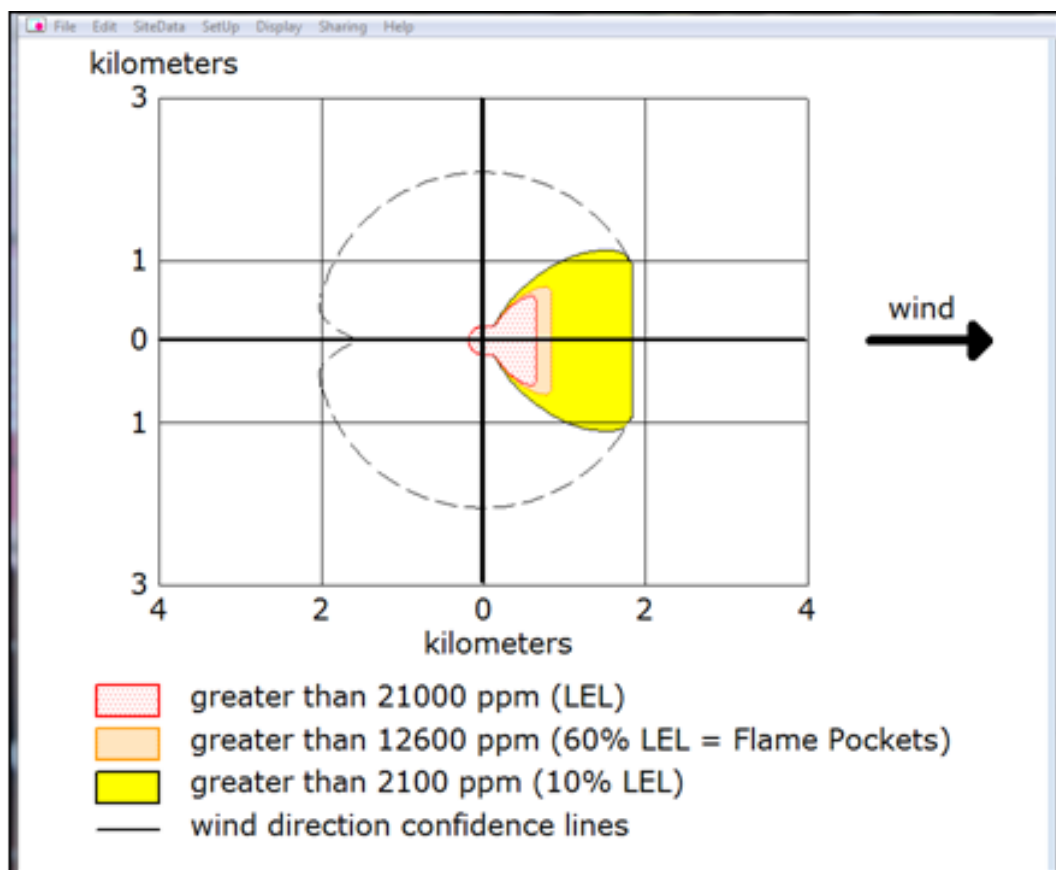 File Edit SiteData SetUp Display Sharing Help
kilometers
3
1
0
1
3
wind
4 2 0 2 4
kilometers
greater than 21000 ppm (LEL)
greater than 12600 ppm (60% LEL = Flame Pockets)
greater than 2100 ppm (10% LEL)
wind direction confidence lines